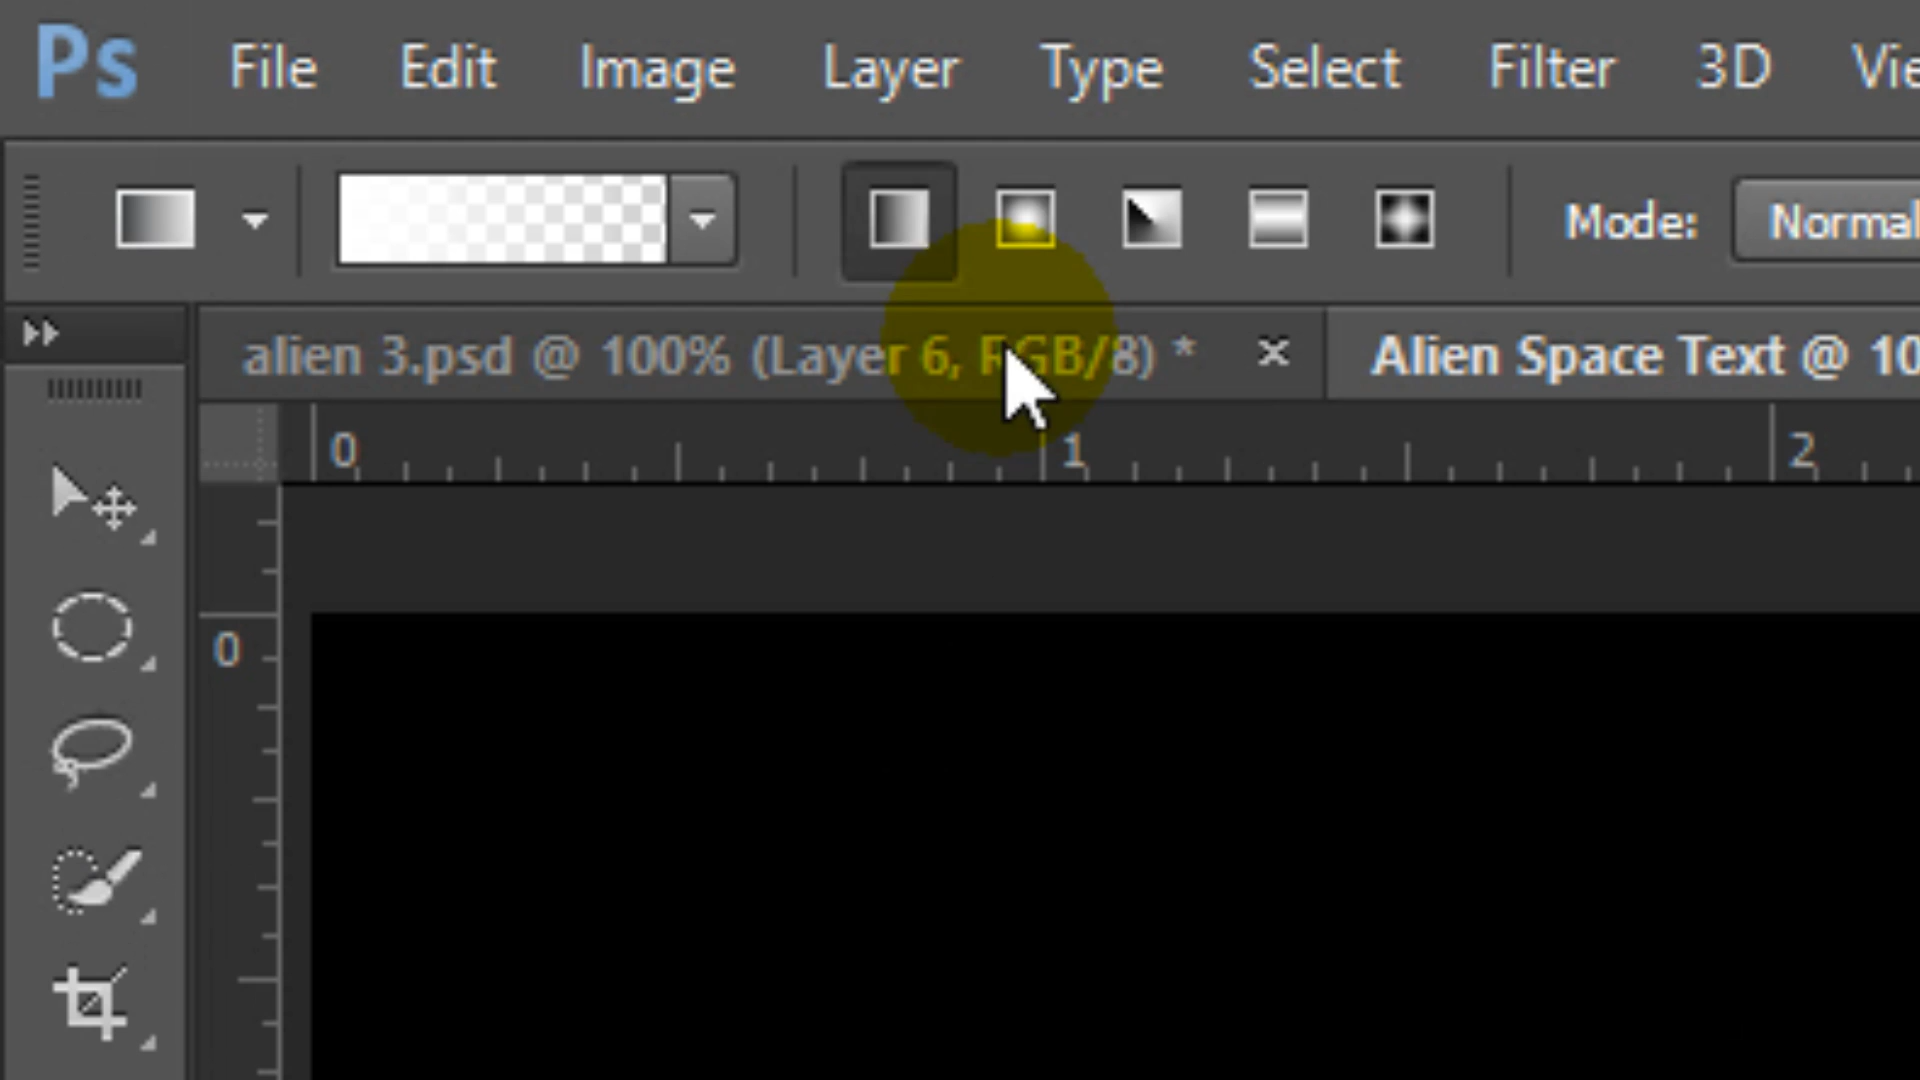 Ps File Edit Image Layer Type Select Filter 3D
Mode: Normal
alien 3.psd @ 100% (Layer 6, RGB/8) * × Alien Space Text @ 10
0 1 2
0